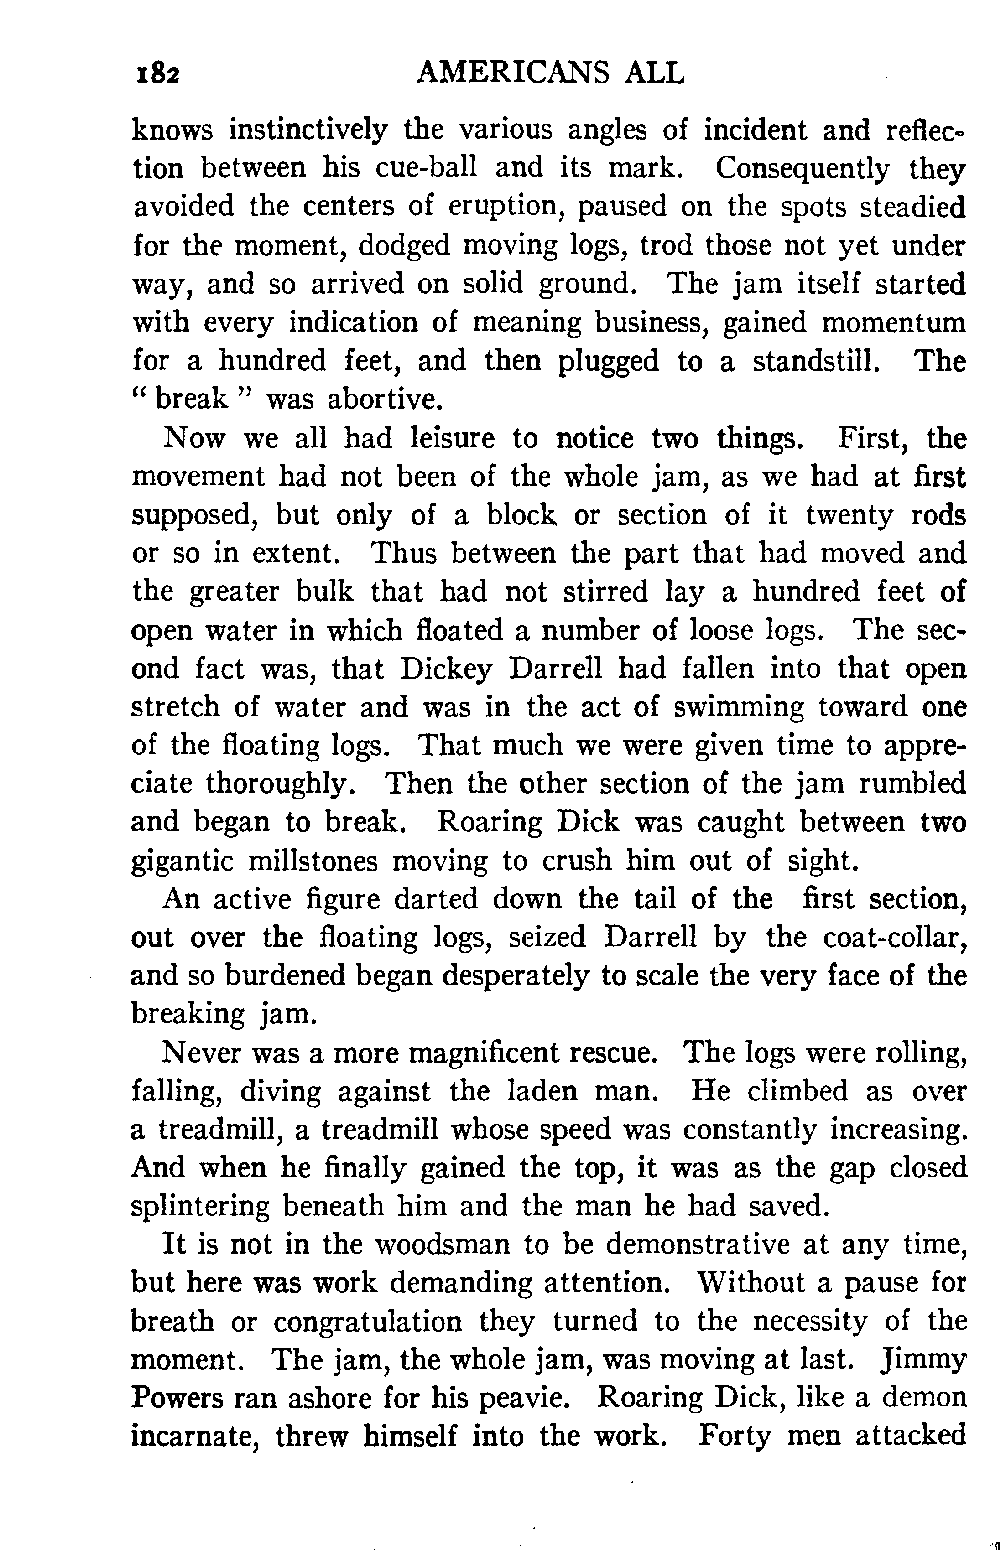 182 AMERICANS ALL
knows instinctively the various angles of incident and reflec-
tion between his cue-ball and its mark. Consequently they
avoided the centers of eruption, paused on the spots steadied
for the moment, dodged moving logs, trod those not yet under
way, and so arrived on solid ground. The jam itself started
with every indication of meaning business, gained momentum
for a hundred feet, and then plugged to a standstill. The
“ break ” was abortive.
Now we all had leisure to notice two things. First, the
movement had not been of the whole jam, as we had at first
supposed, but only of a block or section of it twenty rods
or so in extent. Thus between the part that had moved and
the greater bulk that had not stirred lay a hundred feet of
open water in which floated a number of loose logs. The sec-
ond fact was, that Dickey Darrell had fallen into that open
stretch of water and was in the act of swimming toward one
of the floating logs. That much we were given time to appre-
ciate thoroughly. Then the other section of the jam rumbled
and began to break. Roaring Dick was caught between two
gigantic millstones moving to crush him out of sight.
An active figure darted down the tail of the first section,
out over the floating logs, seized Darrell by the coat-collar,
and so burdened began desperately to scale the very face of the
breaking jam.
Never was a more magnificent rescue. The logs were rolling,
falling, diving against the laden man. He climbed as over
a treadmill, a treadmill whose speed was constantly increasing.
And when he finally gained the top, it was as the gap closed
splintering beneath him and the man he had saved.
It is not in the woodsman to be demonstrative at any time,
but here was work demanding attention. Without a pause for
breath or congratulation they turned to the necessity of the
moment. The jam, the whole jam, was moving at last. Jimmy
Powers ran ashore for his peavie. Roaring Dick, like a demon
incarnate, threw himself into the work. Forty men attacked